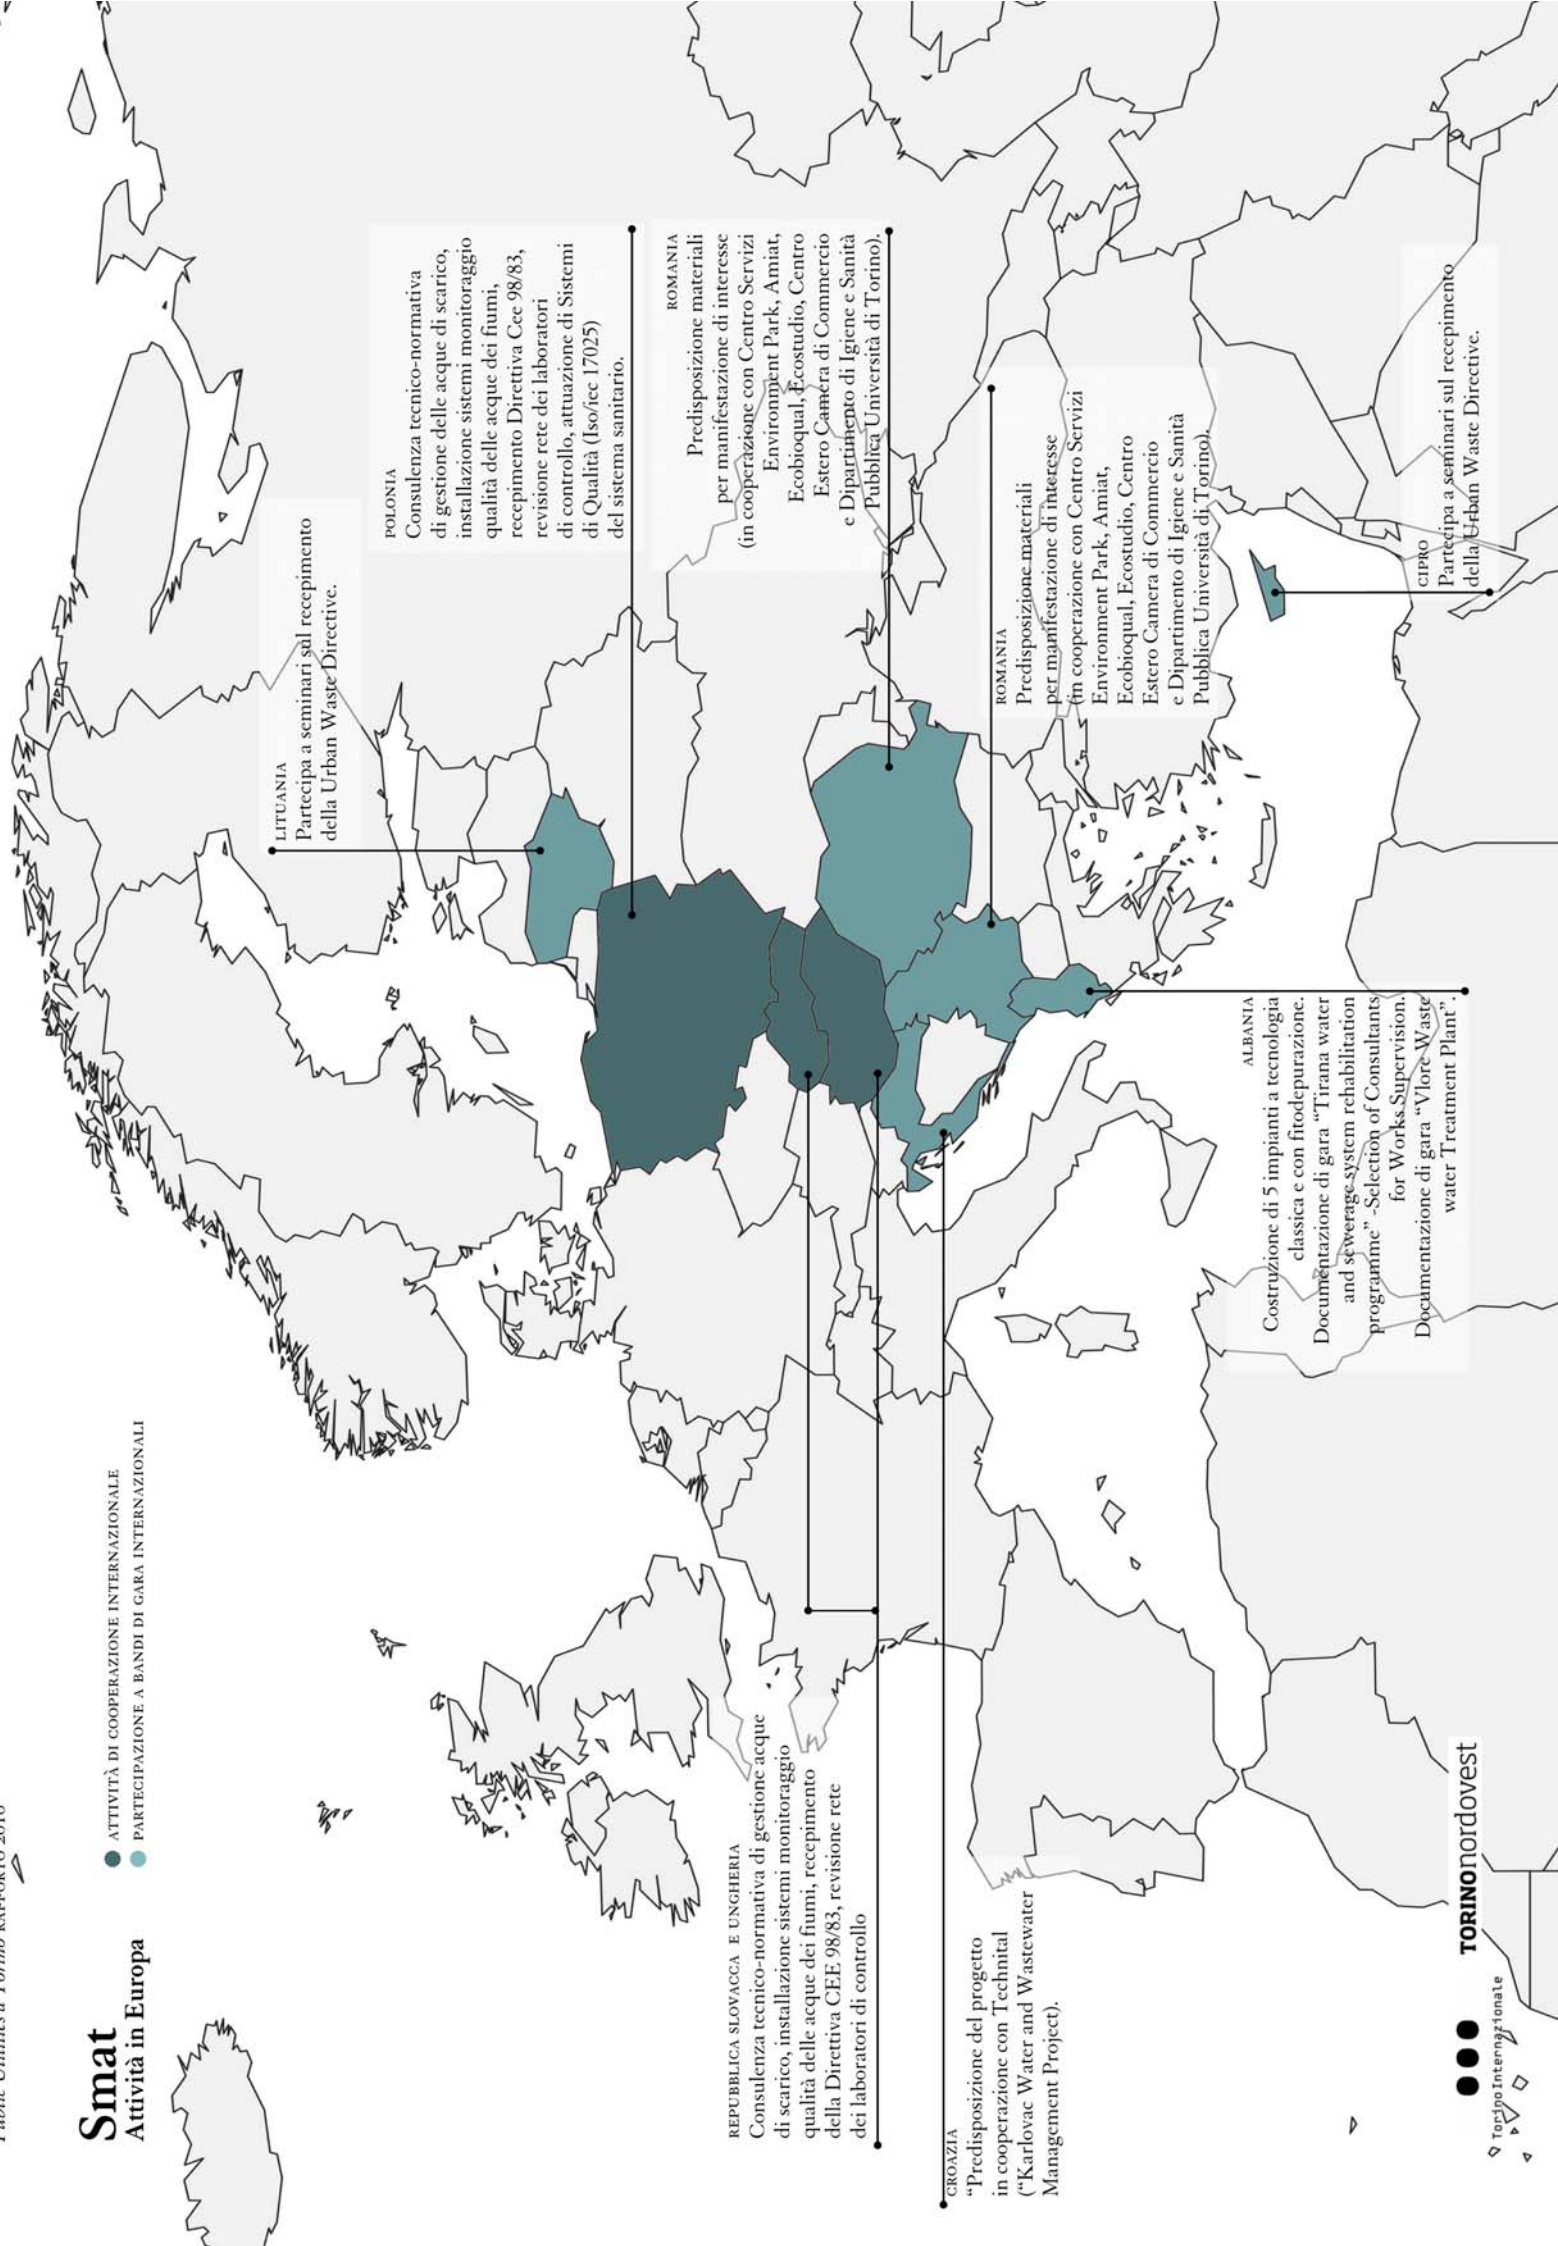 Public Utilities a Torino RAPPORTO 2010
Smat
Attività in Europa
ATTIVITÀ DI COOPERAZIONE INTERNAZIONALE
PARTECIPAZIONE A BANDI DI GARA INTERNAZIONALI
LITUANIA
Partecipa a seminari sul recepimento
della Urban Waste Directive.
POLONIA
Consulenza tecnico-normativa
di gestione delle acque di scarico,
installazione sistemi monitoraggio
qualità delle acque dei fiumi,
recepimento Direttiva Cee 98/83,
revisione rete dei laboratori
di controllo, attuazione di Sistemi
di Qualità (Iso/iec 17025)
del sistema sanitario.
ROMANIA
Predisposizione materiali
per manifestazione di interesse
(in cooperazione con Centro Servizi
Environment Park, Amiat,
Ecobioqual, Ecostudio, Centro
Estero Camera di Commercio
e Dipartimento di Igiene e Sanità
Pubblica Università di Torino).
REPUBBLICA SLOVACCA E UNGHERIA
Consulenza tecnico-normativa di gestione acque
di scarico, installazione sistemi monitoraggio
qualità delle acque dei fiumi, recepimento
della Direttiva CEE 98/83, revisione rete
dei laboratori di controllo
CROAZIA
“Predisposizione del progetto
in cooperazione con Technital
(“Karlovac Water and Wastewater
Management Project).
ROMANIA
Predisposizione materiali
per manifestazione di interesse
(in cooperazione con Centro Servizi
Environment Park, Amiat,
Ecobioqual, Ecostudio, Centro
Estero Camera di Commercio
e Dipartimento di Igiene e Sanità
Pubblica Università di Torino).
ALBANIA
Costruzione di 5 impianti a tecnologia
classica e con fitodepurazione.
Documentazione di gara “Tirana water
and sewerage system rehabilitation
programme” -Selection of Consultants
for Works Supervision.
Documentazione di gara “Vlore Waste
water Treatment Plant”.
CIPRO
Partecipa a seminari sul recepimento
della Urban Waste Directive.
TorinoInternazionale
TORINOnordovest